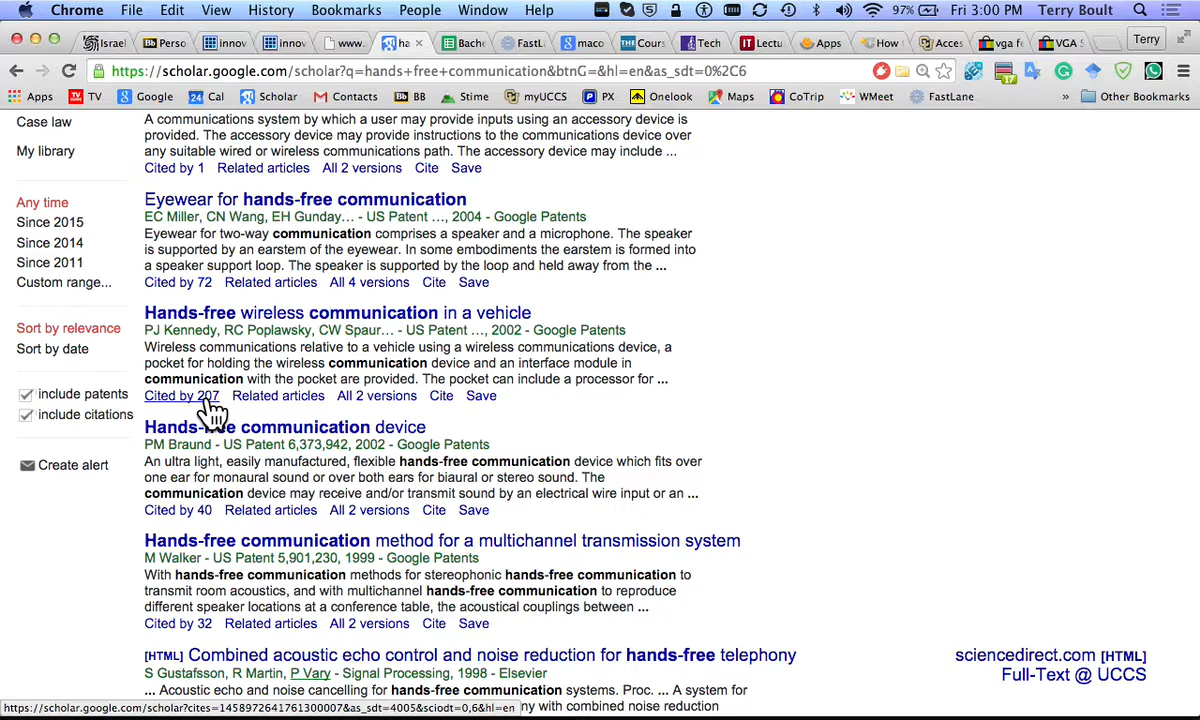 Chrome File Edit View History Bookmarks People Window Help 97% Fri 3:00 PM Terry Boult
Israel Perso innov innov www. ha Bache FastL maco Cours Tech Lectu Apps How Acces vga f VGA S Terry
https://scholar.google.com/scholar?q=hands+free+communication&btnG=&hl=en&as_sdt=0%2C6
Apps TV Google Cal Scholar Contacts BB Stime myUCCS PX Onelook Maps CoTrip WMeet FastLane » Other Bookmarks
Case law
My library
Any time
Since 2015
Since 2014
Since 2011
Custom range...
Sort by relevance
Sort by date
include patents
include citations
Create alert
A communications system by which a user may provide inputs using an accessory device is
provided. The accessory device may provide instructions to the communications device over
any suitable wired or wireless communications path. The accessory device may include ...
Cited by 1 Related articles All 2 versions Cite Save
Eyewear for hands-free communication
EC Miller, CN Wang, EH Gunday… - US Patent …, 2004 - Google Patents
Eyewear for two-way communication comprises a speaker and a microphone. The speaker
is supported by an earstem of the eyewear. In some embodiments the earstem is formed into
a speaker support loop. The speaker is supported by the loop and held away from the ...
Cited by 72 Related articles All 4 versions Cite Save
Hands-free wireless communication in a vehicle
PJ Kennedy, RC Poplawsky, CW Spaur… - US Patent …, 2002 - Google Patents
Wireless communications relative to a vehicle using a wireless communications device, a
pocket for holding the wireless communication device and an interface module in
communication with the pocket are provided. The pocket can include a processor for ...
Cited by 207 Related articles All 2 versions Cite Save
Hands-free communication device
PM Braund - US Patent 6,373,942, 2002 - Google Patents
An ultra light, easily manufactured, flexible hands-free communication device which fits over
one ear for monaural sound or over both ears for biaural or stereo sound. The
communication device may receive and/or transmit sound by an electrical wire input or an ...
Cited by 40 Related articles All 2 versions Cite Save
Hands-free communication method for a multichannel transmission system
M Walker - US Patent 5,901,230, 1999 - Google Patents
With hands-free communication methods for stereophonic hands-free communication to
transmit room acoustics, and with multichannel hands-free communication to reproduce
different speaker locations at a conference table, the acoustical couplings between ...
Cited by 32 Related articles All 2 versions Cite Save
[HTML] Combined acoustic echo control and noise reduction for hands-free telephony
S Gustafsson, R Martin, P Vary - Signal Processing, 1998 - Elsevier
... Acoustic echo and noise cancelling for hands-free communication systems. Proc. ... A system for
ny with combined noise reduction
sciencedirect.com [HTML]
Full-Text @ UCCS
https://scholar.google.com/scholar?cites=1458972641761300007&as_sdt=4005&sciodt=0,6&hl=en